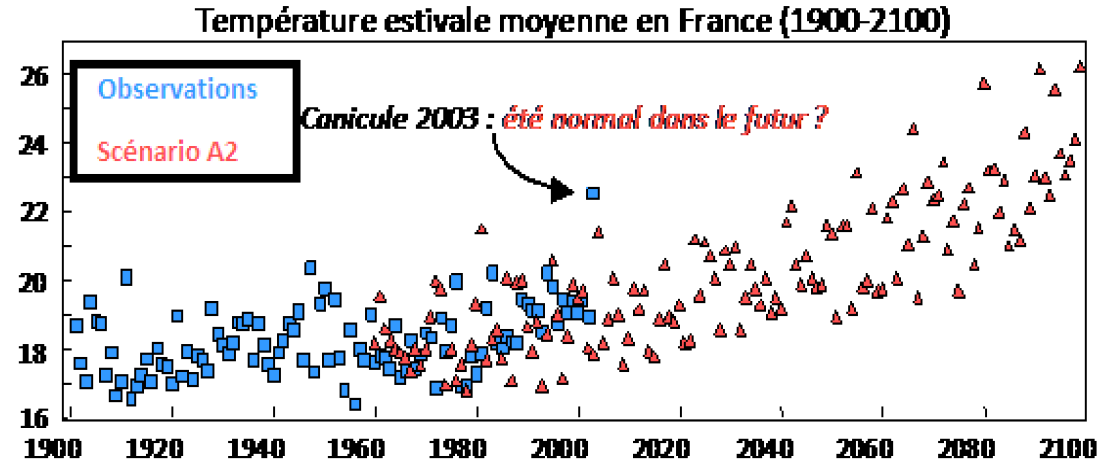 Température estivale moyenne en France (1900-2100)
26
Observations
Canicule 2003 : été normal dans le futur ?
24
Scénario A2
22
20
18
16
1900 1920 1940 1960 1980 2000 2020 2040 2060 2080 2100